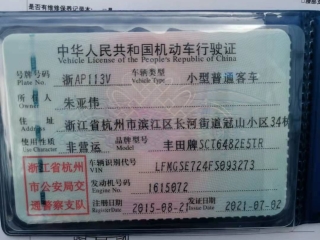 中华人民共和国机动车行驶证
Vehicle License of the People's Republic of China
号牌号码 浙AP113V 车辆类型 小型普通客车
Plate No. Vehicle Type
所有人 朱亚伟
Owner
住址 浙江省杭州市滨江区长河街道冠山小区34栋
使用性质 非营运 品牌型号 丰田牌SCT6482E5TR
Use Character Model
浙江省杭州 车辆识别代号 LFMGSE724FS093273
VIN
市公安局交 发动机号码 1615072
Engine No.
通警察支队 注册日期 2015-08-27 发证日期 2021-07-02
Register Date Issue Date